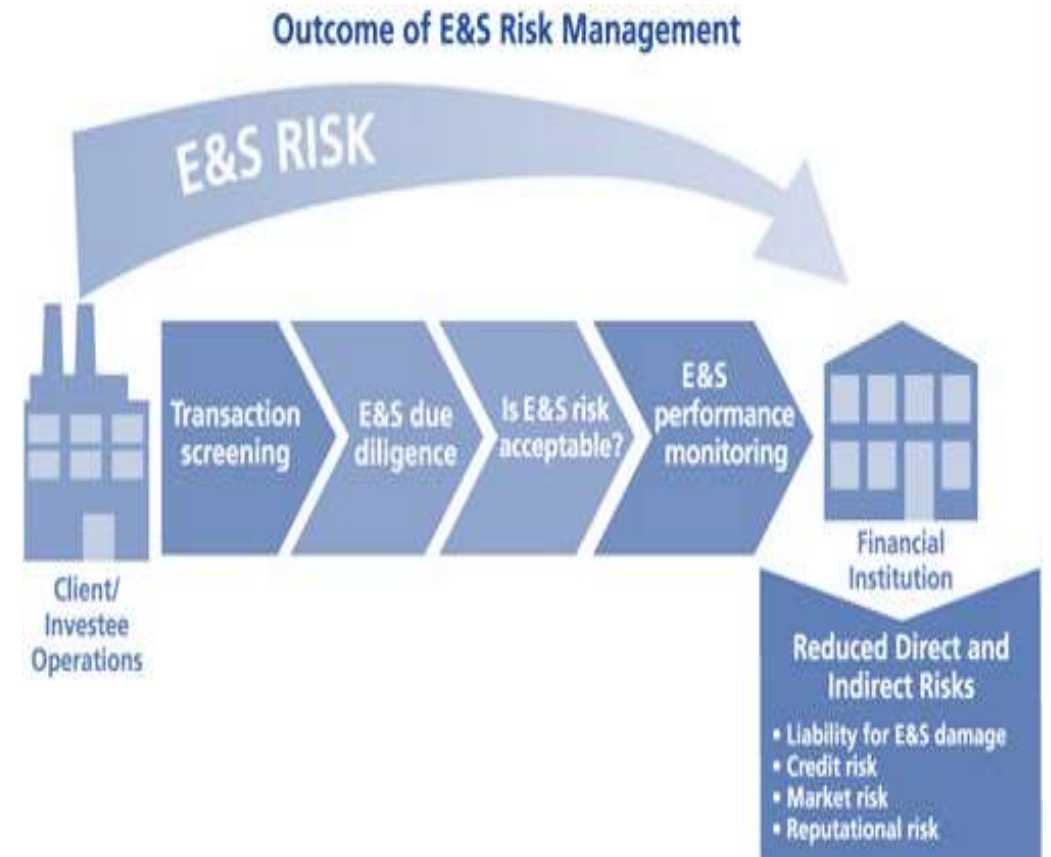 Outcome of E&S Risk Management
E&S RISK
Transaction
screening
E&S due
diligence
Is E&S risk
acceptable?
E&S
performance
monitoring
Client/
Investee
Operations
Financial
Institution
Reduced Direct and
Indirect Risks
• Liability for E&S damage
• Credit risk
• Market risk
• Reputational risk